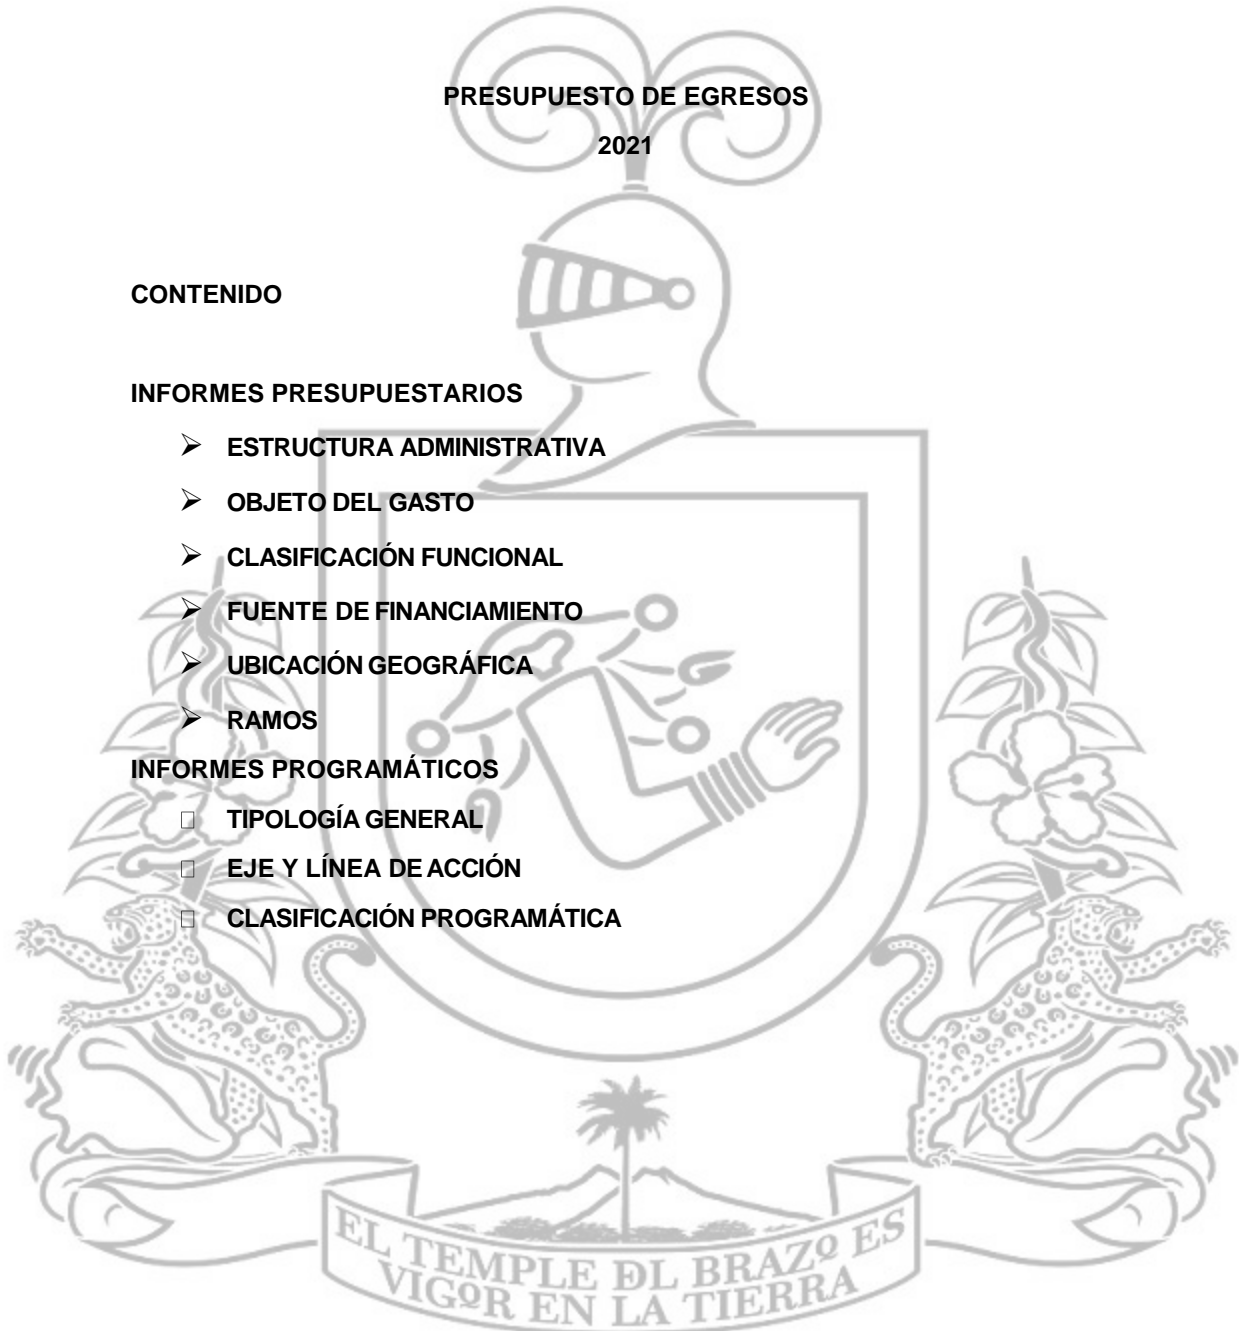 PRESUPUESTO DE EGRESOS
2021
CONTENIDO
INFORMES PRESUPUESTARIOS
➢ ESTRUCTURA ADMINISTRATIVA
➢ OBJETO DEL GASTO
➢ CLASIFICACIÓN FUNCIONAL
➢ FUENTE DE FINANCIAMIENTO
➢ UBICACIÓN GEOGRÁFICA
➢ RAMOS
INFORMES PROGRAMÁTICOS
 TIPOLOGÍA GENERAL
 EJE Y LÍNEA DE ACCIÓN
 CLASIFICACIÓN PROGRAMÁTICA
EL TEMPLE DL BRAZO ES
VIGOR EN LA TIERRA